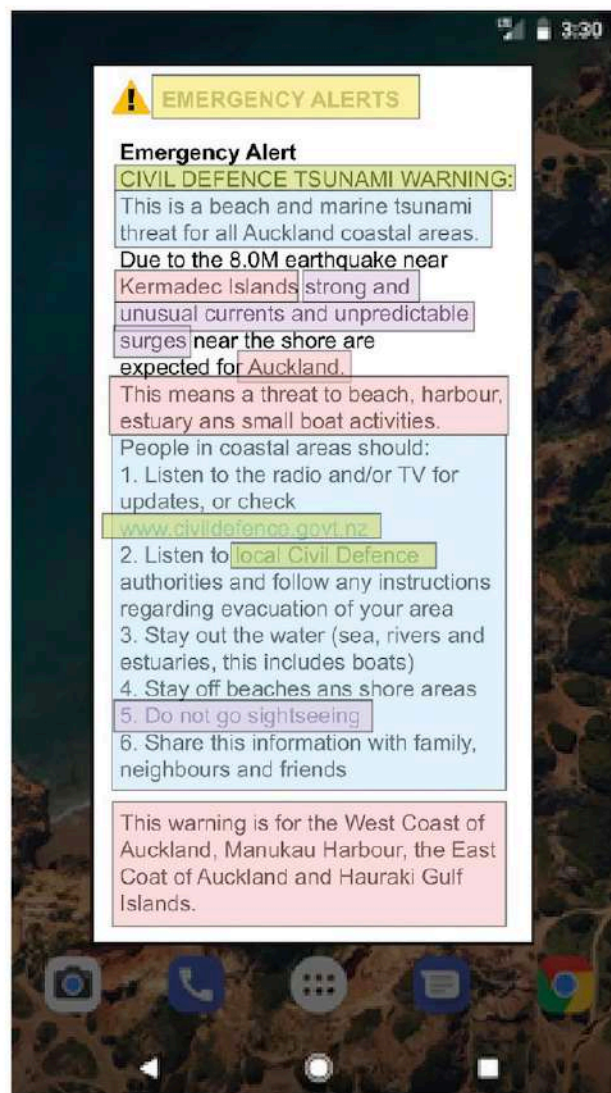 LTE 3:30
EMERGENCY ALERTS
Emergency Alert
CIVIL DEFENCE TSUNAMI WARNING:
This is a beach and marine tsunami
threat for all Auckland coastal areas.
Due to the 8.0M earthquake near
Kermadec Islands strong and
unusual currents and unpredictable
surges near the shore are
expected for Auckland.
This means a threat to beach, harbour,
estuary ans small boat activities.
People in coastal areas should:
1. Listen to the radio and/or TV for
updates, or check
www.civildefence.govt.nz
2. Listen to local Civil Defence
authorities and follow any instructions
regarding evacuation of your area
3. Stay out the water (sea, rivers and
estuaries, this includes boats)
4. Stay off beaches ans shore areas
5. Do not go sightseeing
6. Share this information with family,
neighbours and friends
This warning is for the West Coast of
Auckland, Manukau Harbour, the East
Coat of Auckland and Hauraki Gulf
Islands.